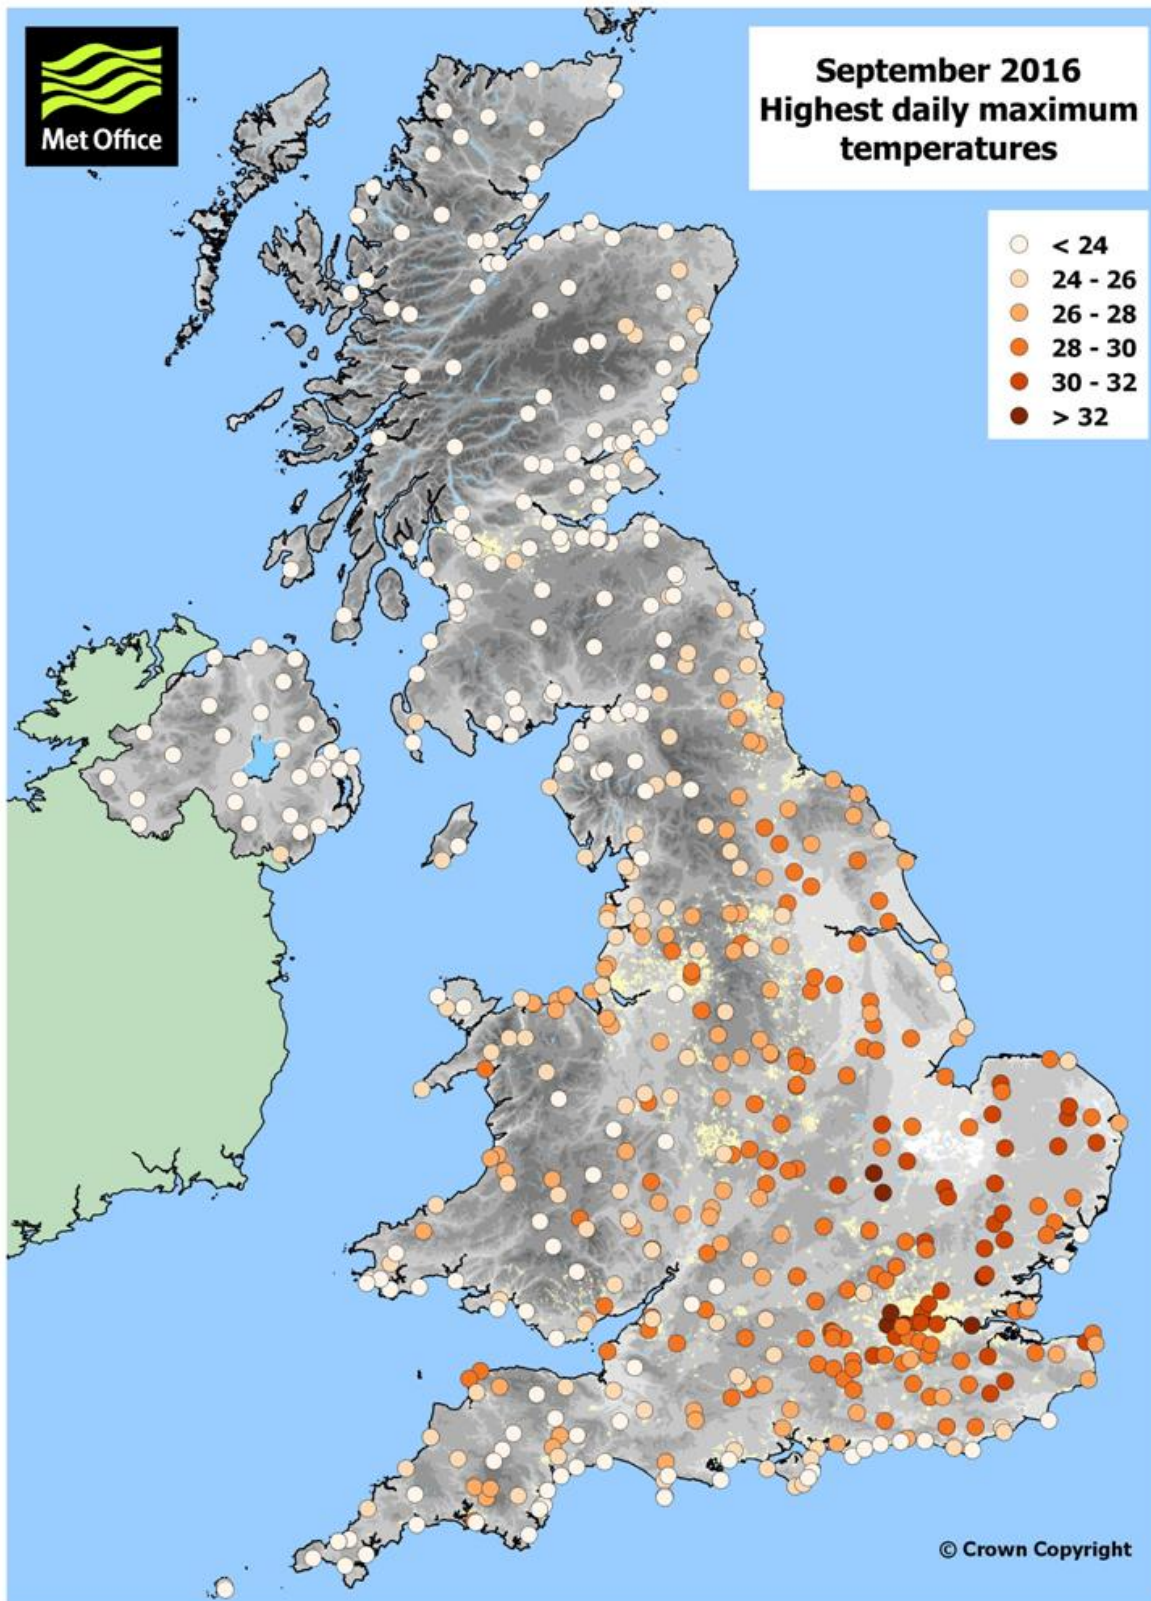 Met Office
September 2016
Highest daily maximum
temperatures
< 24
24 - 26
26 - 28
28 - 30
30 - 32
> 32
© Crown Copyright